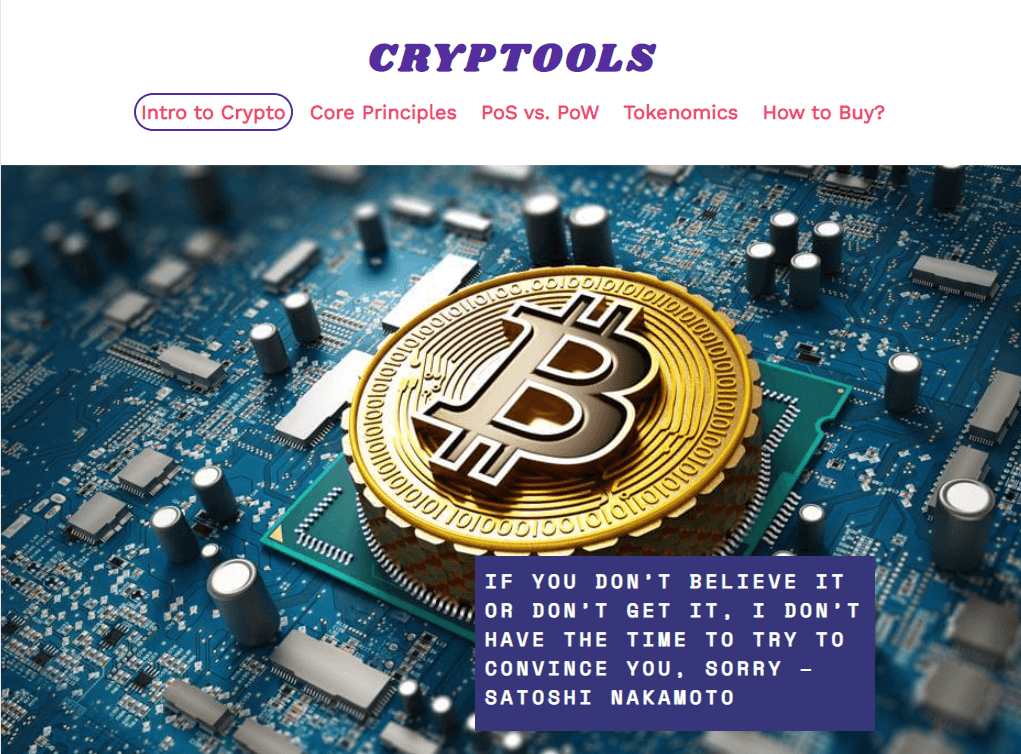 CRYPTOOLS
Intro to Crypto Core Principles PoS vs. PoW Tokenomics How to Buy?
IF YOU DON'T BELIEVE IT
OR DON'T GET IT, I DON'T
HAVE THE TIME TO TRY TO
CONVINCE YOU, SORRY –
SATOSHI NAKAMOTO